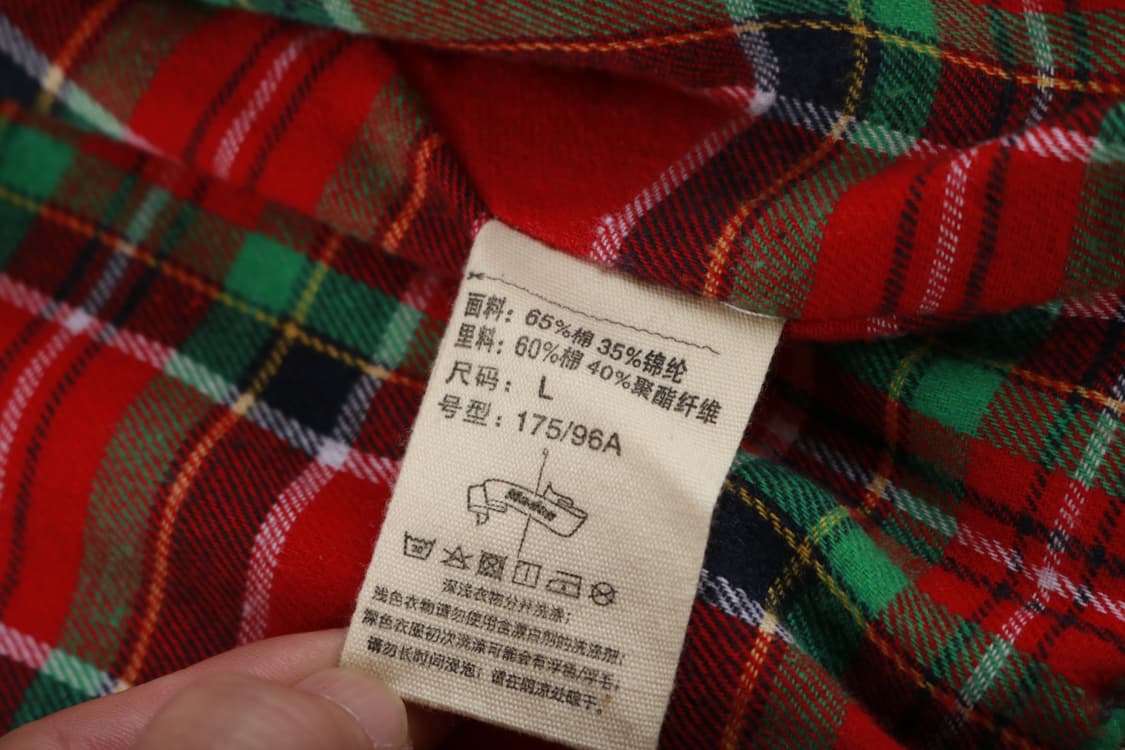 面料：65%棉 35%锦纶
里料：60%棉 40%聚酯纤维
尺码：L
号型：175/96A
深浅衣物分开洗涤；
浅色衣物请勿使用含漂白剂的洗涤剂；
深色衣服初次洗涤可能会有浮色/浮毛，
请勿长时间浸泡；请在阴凉处晾干。